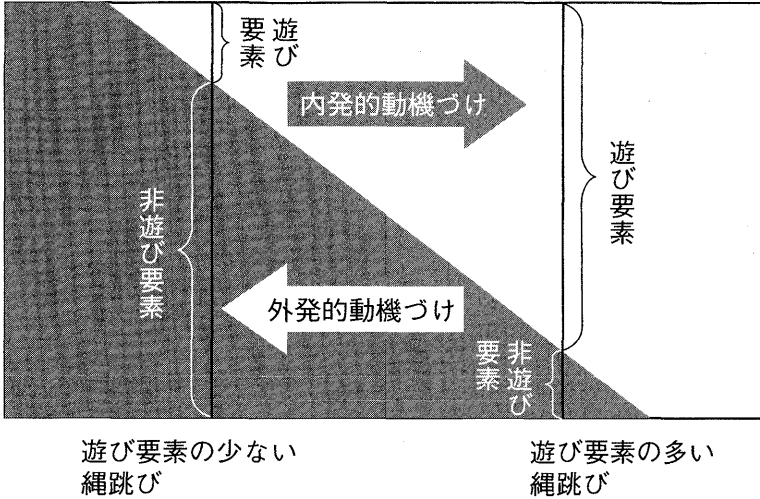 遊び
要素
内発的動機づけ
遊び要素
非遊び要素
外発的動機づけ
非遊び
要素
遊び要素の少ない
縄跳び
遊び要素の多い
縄跳び